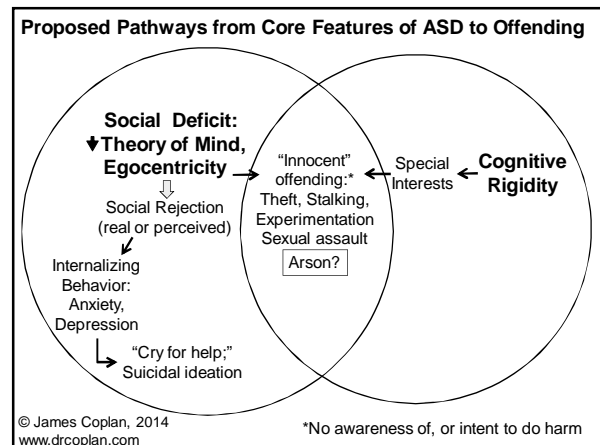 Proposed Pathways from Core Features of ASD to Offending
Social Deficit:
Theory of Mind,
Egocentricity
Social Rejection
(real or perceived)
Internalizing
Behavior:
Anxiety,
Depression
“Cry for help;”
Suicidal ideation
“Innocent”
offending:*
Theft, Stalking,
Experimentation
Sexual assault
Arson?
Special
Interests
Cognitive
Rigidity
© James Coplan, 2014
www.drcoplan.com
*No awareness of, or intent to do harm